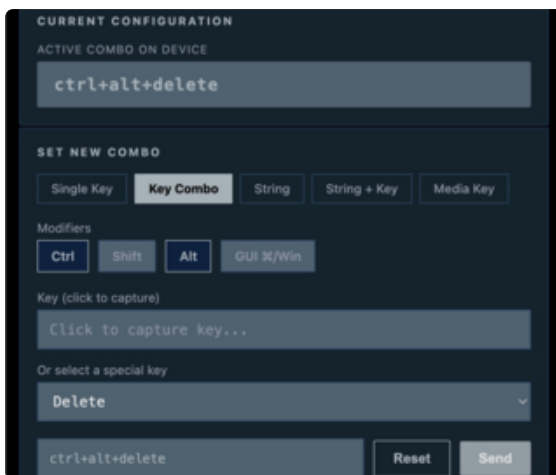 CURRENT CONFIGURATION
ACTIVE COMBO ON DEVICE
ctrl+alt+delete
SET NEW COMBO
Single Key Key Combo String String + Key Media Key
Modifiers
Ctrl Shift Alt GUI ⌘/Win
Key (click to capture)
Click to capture key...
Or select a special key
Delete
ctrl+alt+delete Reset Send